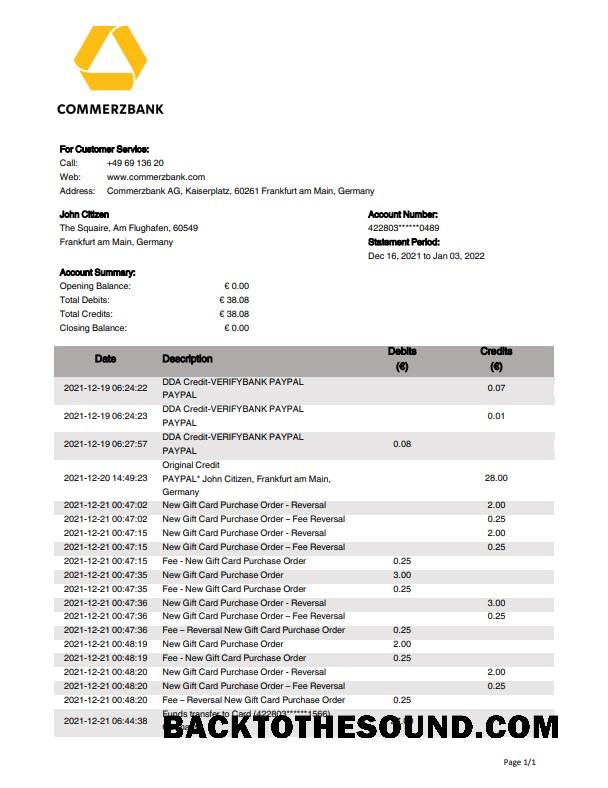 COMMERZBANK
For Customer Service:
Call: +49 69 136 20
Web: www.commerzbank.com
Address: Commerzbank AG, Kaiserplatz, 60261 Frankfurt am Main, Germany
John Citizen Account Number:
The Squaire, Am Flughafen, 60549 422803******0489
Frankfurt am Main, Germany Statement Period:
Dec 16, 2021 to Jan 03, 2022
Account Summary:
Opening Balance: € 0.00
Total Debits: € 38.08
Total Credits: € 38.08
Closing Balance: € 0.00
Date Description Debits (€) Credits (€)
2021-12-19 06:24:22 DDA Credit-VERIFYBANK PAYPAL 0.07
PAYPAL
2021-12-19 06:24:23 DDA Credit-VERIFYBANK PAYPAL 0.01
PAYPAL
2021-12-19 06:27:57 DDA Credit-VERIFYBANK PAYPAL 0.08
PAYPAL
Original Credit
2021-12-20 14:49:23 PAYPAL* John Citizen, Frankfurt am Main, 28.00
Germany
2021-12-21 00:47:02 New Gift Card Purchase Order - Reversal 2.00
2021-12-21 00:47:02 New Gift Card Purchase Order – Fee Reversal 0.25
2021-12-21 00:47:15 New Gift Card Purchase Order - Reversal 2.00
2021-12-21 00:47:15 New Gift Card Purchase Order – Fee Reversal 0.25
2021-12-21 00:47:15 Fee - New Gift Card Purchase Order 0.25
2021-12-21 00:47:35 New Gift Card Purchase Order 3.00
2021-12-21 00:47:35 Fee - New Gift Card Purchase Order 0.25
2021-12-21 00:47:36 New Gift Card Purchase Order - Reversal 3.00
2021-12-21 00:47:36 New Gift Card Purchase Order – Fee Reversal 0.25
2021-12-21 00:47:36 Fee – Reversal New Gift Card Purchase Order 0.25
2021-12-21 00:48:19 New Gift Card Purchase Order 2.00
2021-12-21 00:48:19 Fee - New Gift Card Purchase Order 0.25
2021-12-21 00:48:20 New Gift Card Purchase Order - Reversal 2.00
2021-12-21 00:48:20 New Gift Card Purchase Order – Fee Reversal 0.25
2021-12-21 00:48:20 Fee – Reversal New Gift Card Purchase Order 0.25
2021-12-21 06:44:38 Funds transfer to Card (422803******1566)
BACKTOTHESOUND.COM
Page 1/1